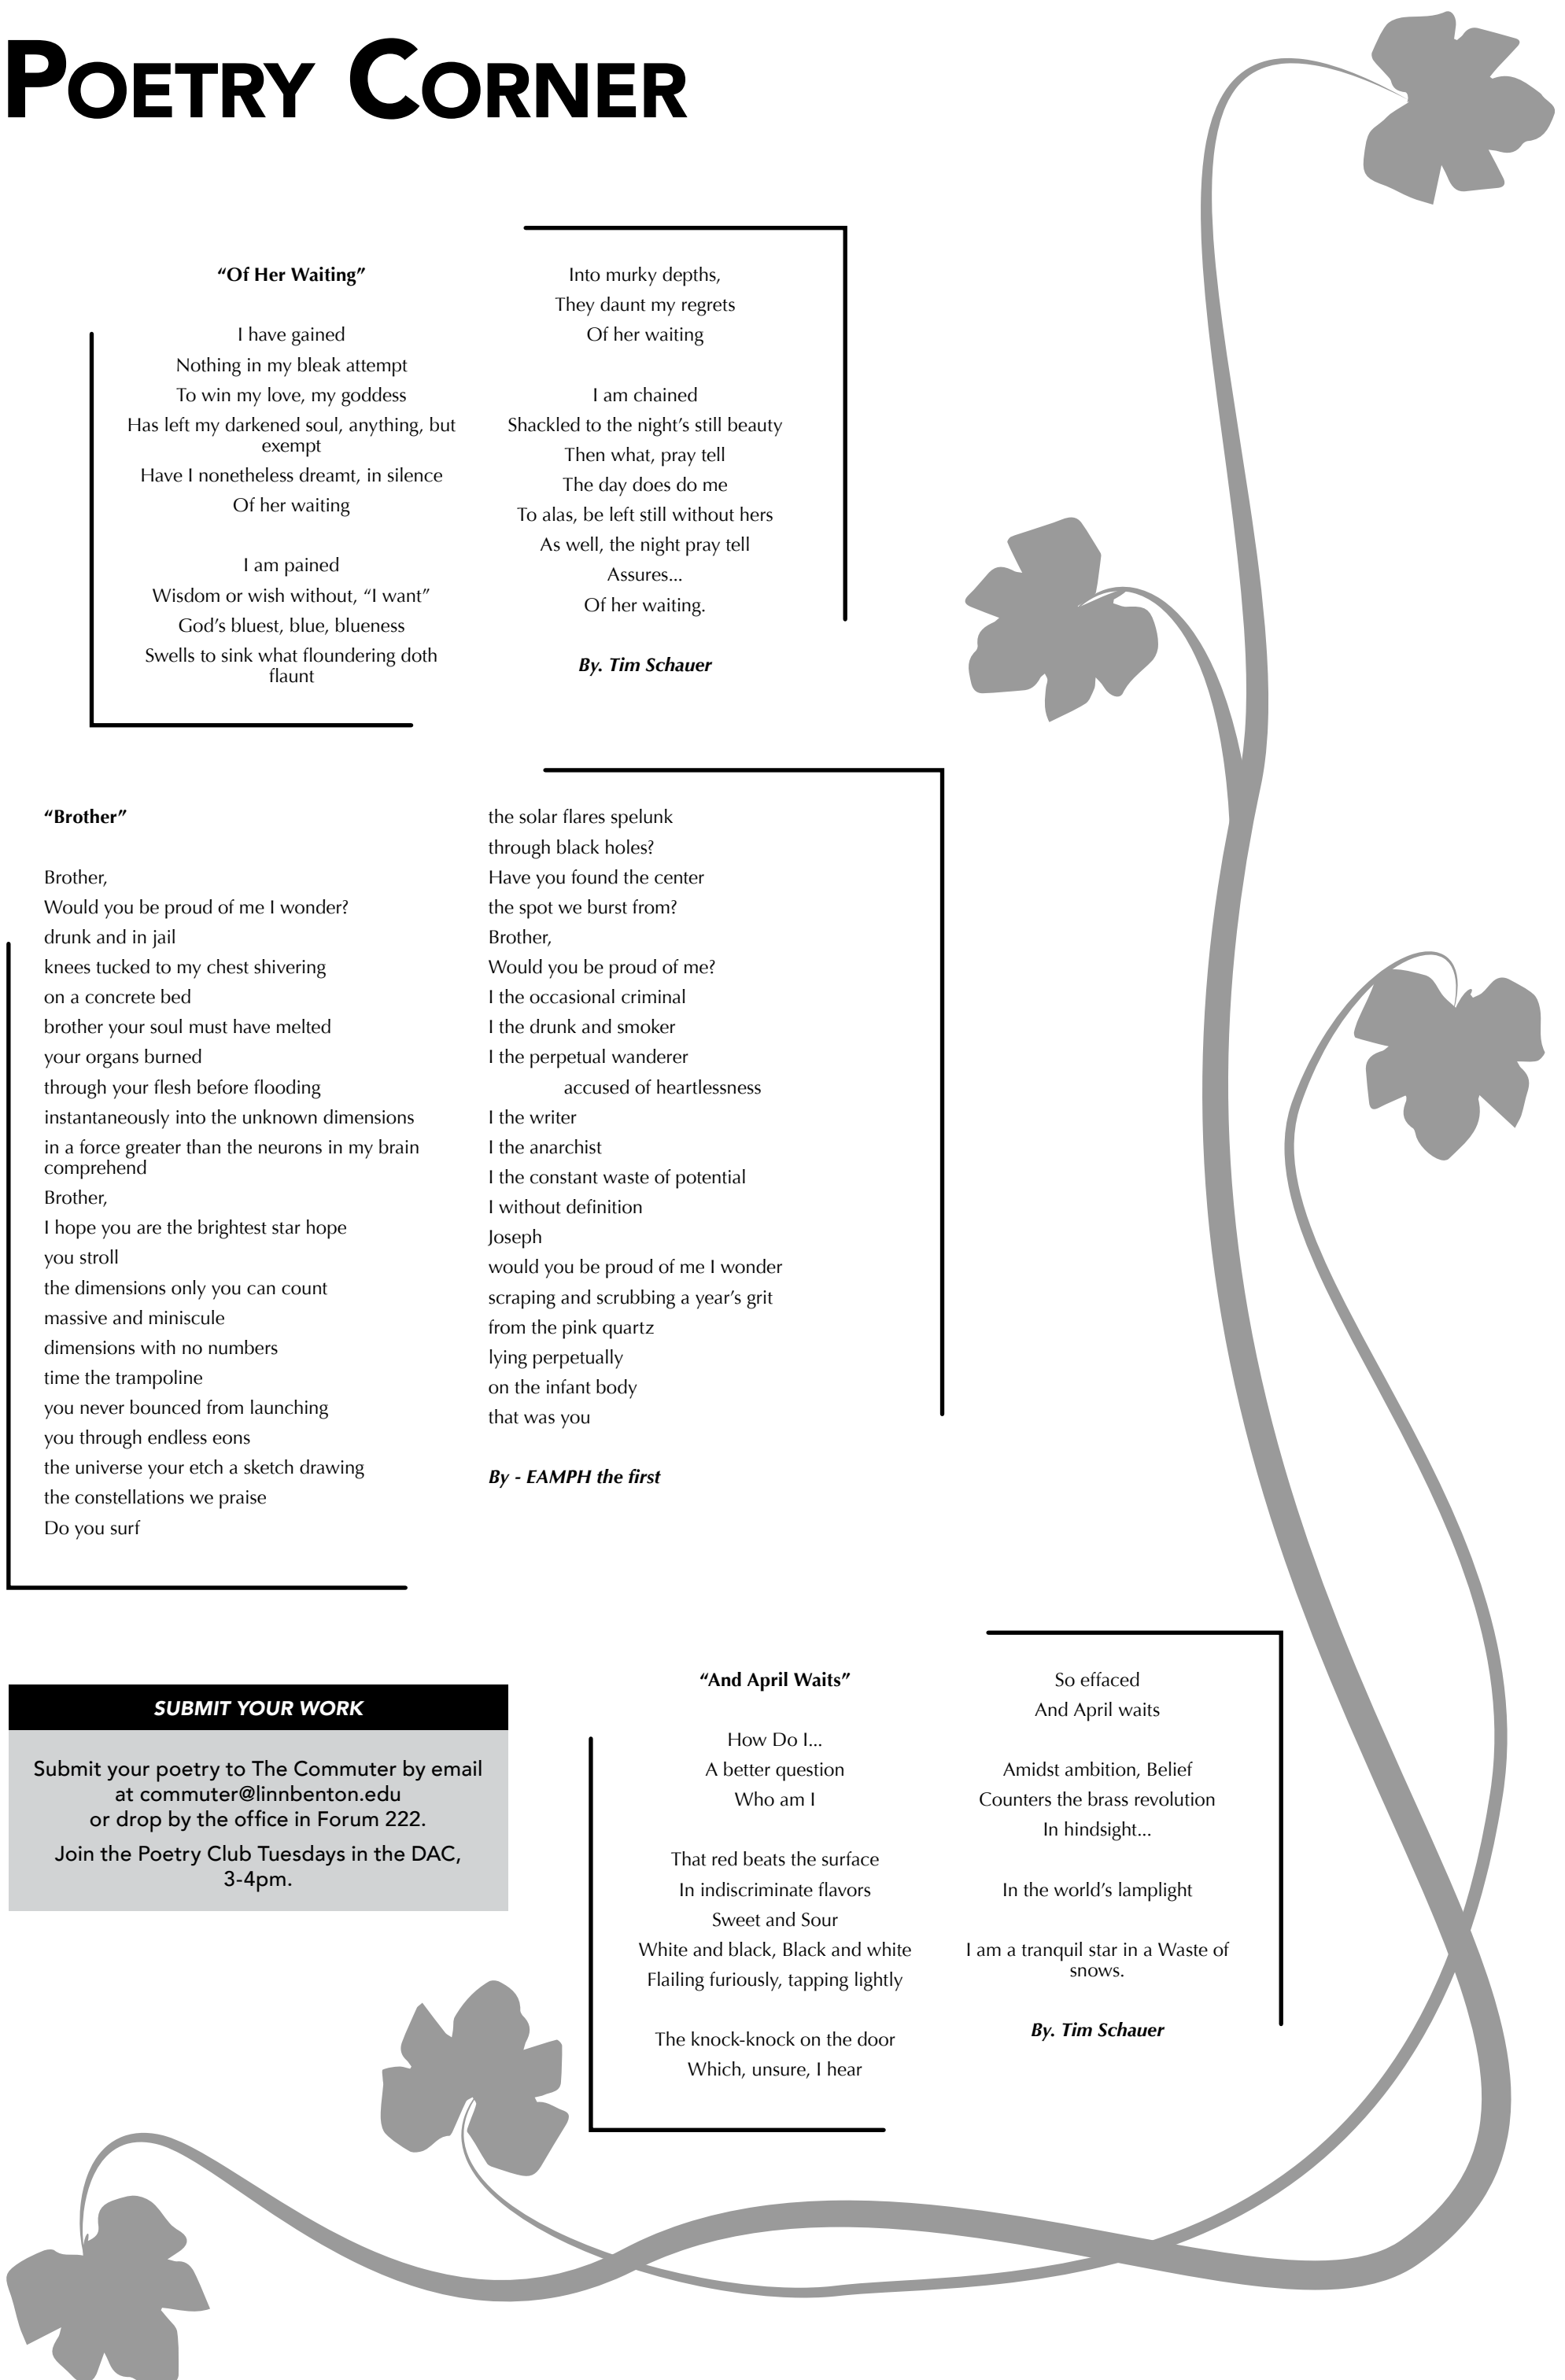 POETRY CORNER
“Of Her Waiting”
I have gained
Nothing in my bleak attempt
To win my love, my goddess
Has left my darkened soul, anything, but
exempt
Have I nonetheless dreamt, in silence
Of her waiting
I am pained
Wisdom or wish without, “I want”
God’s bluest, blue, blueness
Swells to sink what floundering doth
flaunt
Into murky depths,
They daunt my regrets
Of her waiting
I am chained
Shackled to the night’s still beauty
Then what, pray tell
The day does do me
To alas, be left still without hers
As well, the night pray tell
Assures...
Of her waiting.
By. Tim Schauer
“Brother”
Brother,
Would you be proud of me I wonder?
drunk and in jail
knees tucked to my chest shivering
on a concrete bed
brother your soul must have melted
your organs burned
through your flesh before flooding
instantaneously into the unknown dimensions
in a force greater than the neurons in my brain
comprehend
Brother,
I hope you are the brightest star hope
you stroll
the dimensions only you can count
massive and miniscule
dimensions with no numbers
time the trampoline
you never bounced from launching
you through endless eons
the universe your etch a sketch drawing
the constellations we praise
Do you surf
the solar flares spelunk
through black holes?
Have you found the center
the spot we burst from?
Brother,
Would you be proud of me?
I the occasional criminal
I the drunk and smoker
I the perpetual wanderer
accused of heartlessness
I the writer
I the anarchist
I the constant waste of potential
I without definition
Joseph
would you be proud of me I wonder
scraping and scrubbing a year’s grit
from the pink quartz
lying perpetually
on the infant body
that was you
By - EAMPH the first
SUBMIT YOUR WORK
Submit your poetry to The Commuter by email
at commuter@linnbenton.edu
or drop by the office in Forum 222.
Join the Poetry Club Tuesdays in the DAC,
3-4pm.
“And April Waits”
How Do I...
A better question
Who am I
That red beats the surface
In indiscriminate flavors
Sweet and Sour
White and black, Black and white
Flailing furiously, tapping lightly
The knock-knock on the door
Which, unsure, I hear
So effaced
And April waits
Amidst ambition, Belief
Counters the brass revolution
In hindsight...
In the world’s lamplight
I am a tranquil star in a Waste of
snows.
By. Tim Schauer